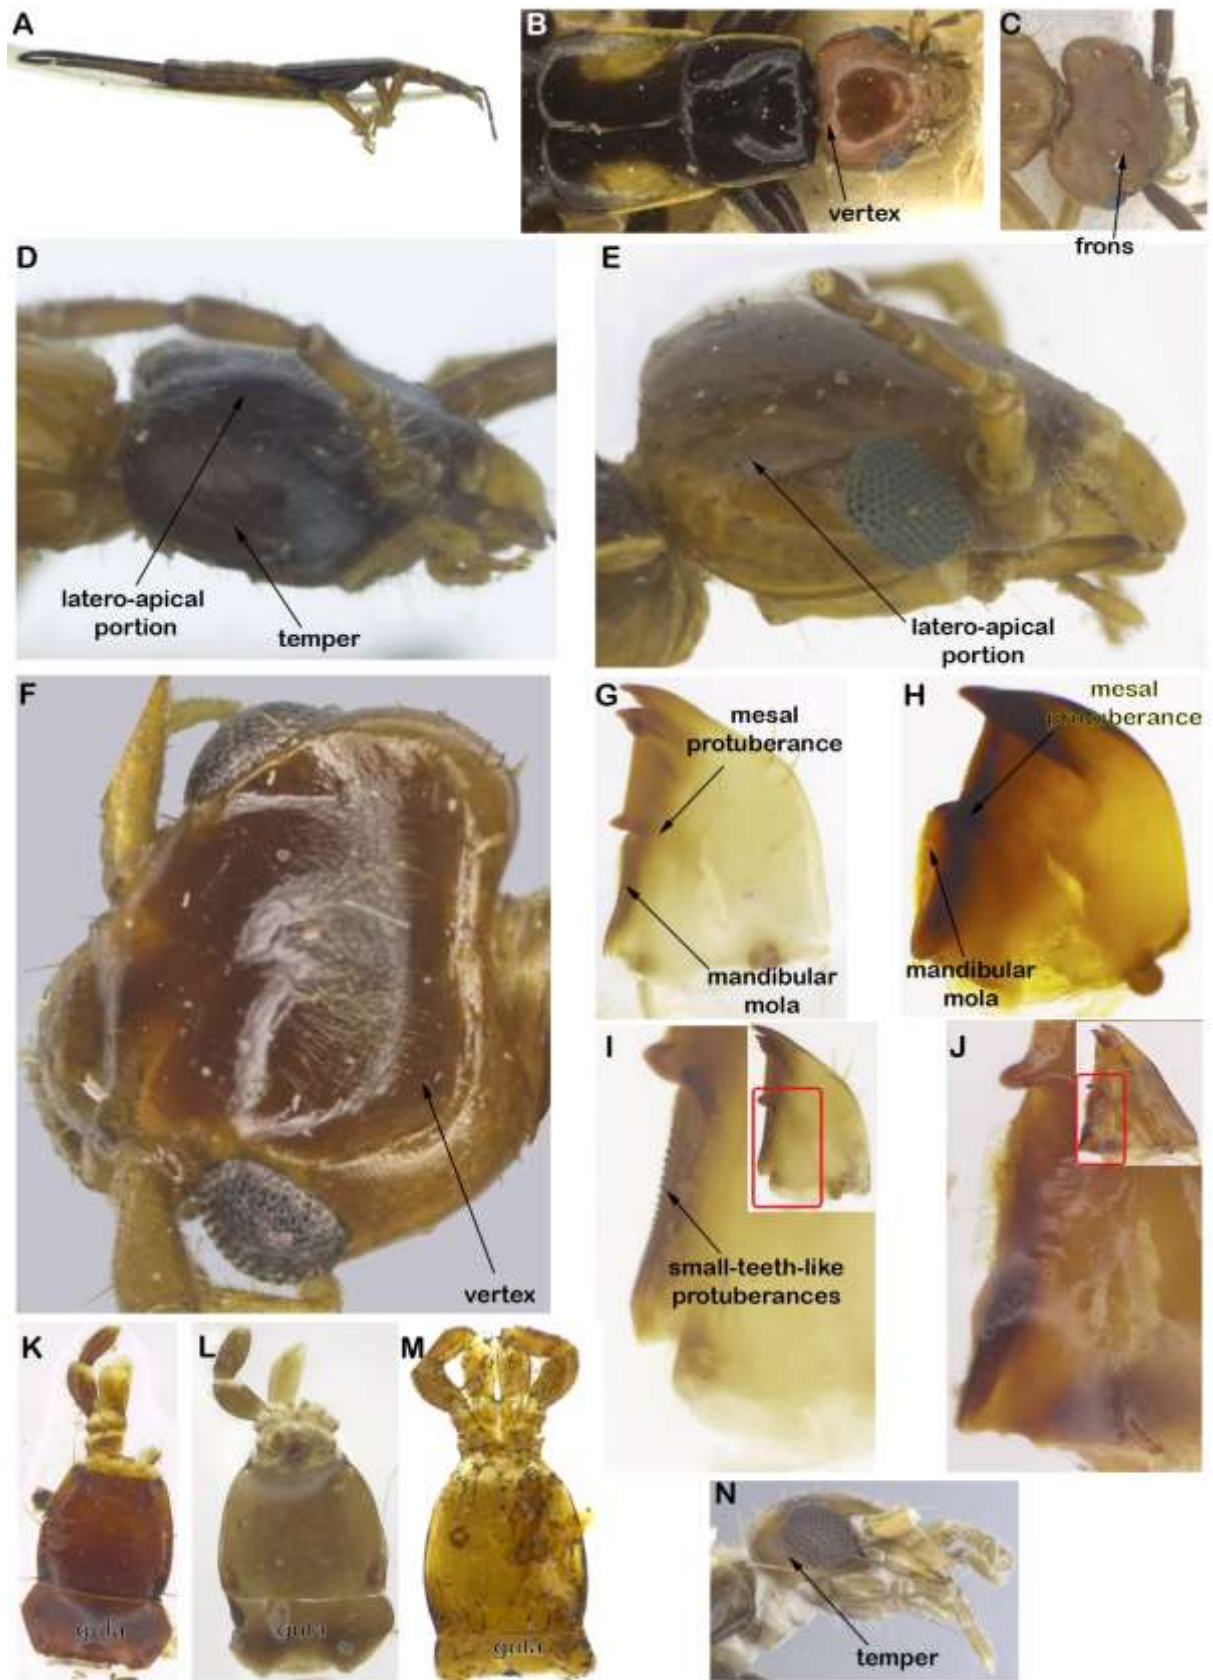 A
B
C
vertex
frons
D
E
latero-apical
portion
temper
latero-apical
portion
F
vertex
G
mesal
protuberance
mandibular
mola
H
mesal
protuberance
mandibular
mola
I
small-teeth-like
protuberances
J
K
gula
L
gula
M
gula
N
temper